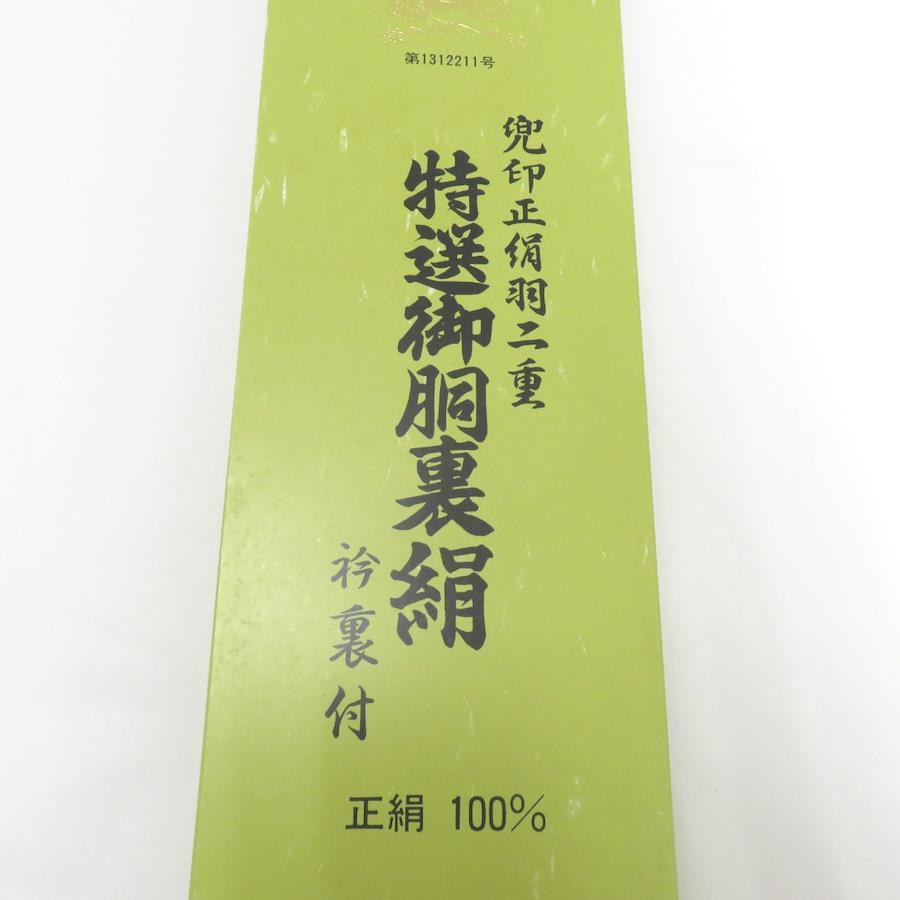 第1312211号
兜印正絹羽二重
特選御胴裏絹
衿裏付
正絹 100%